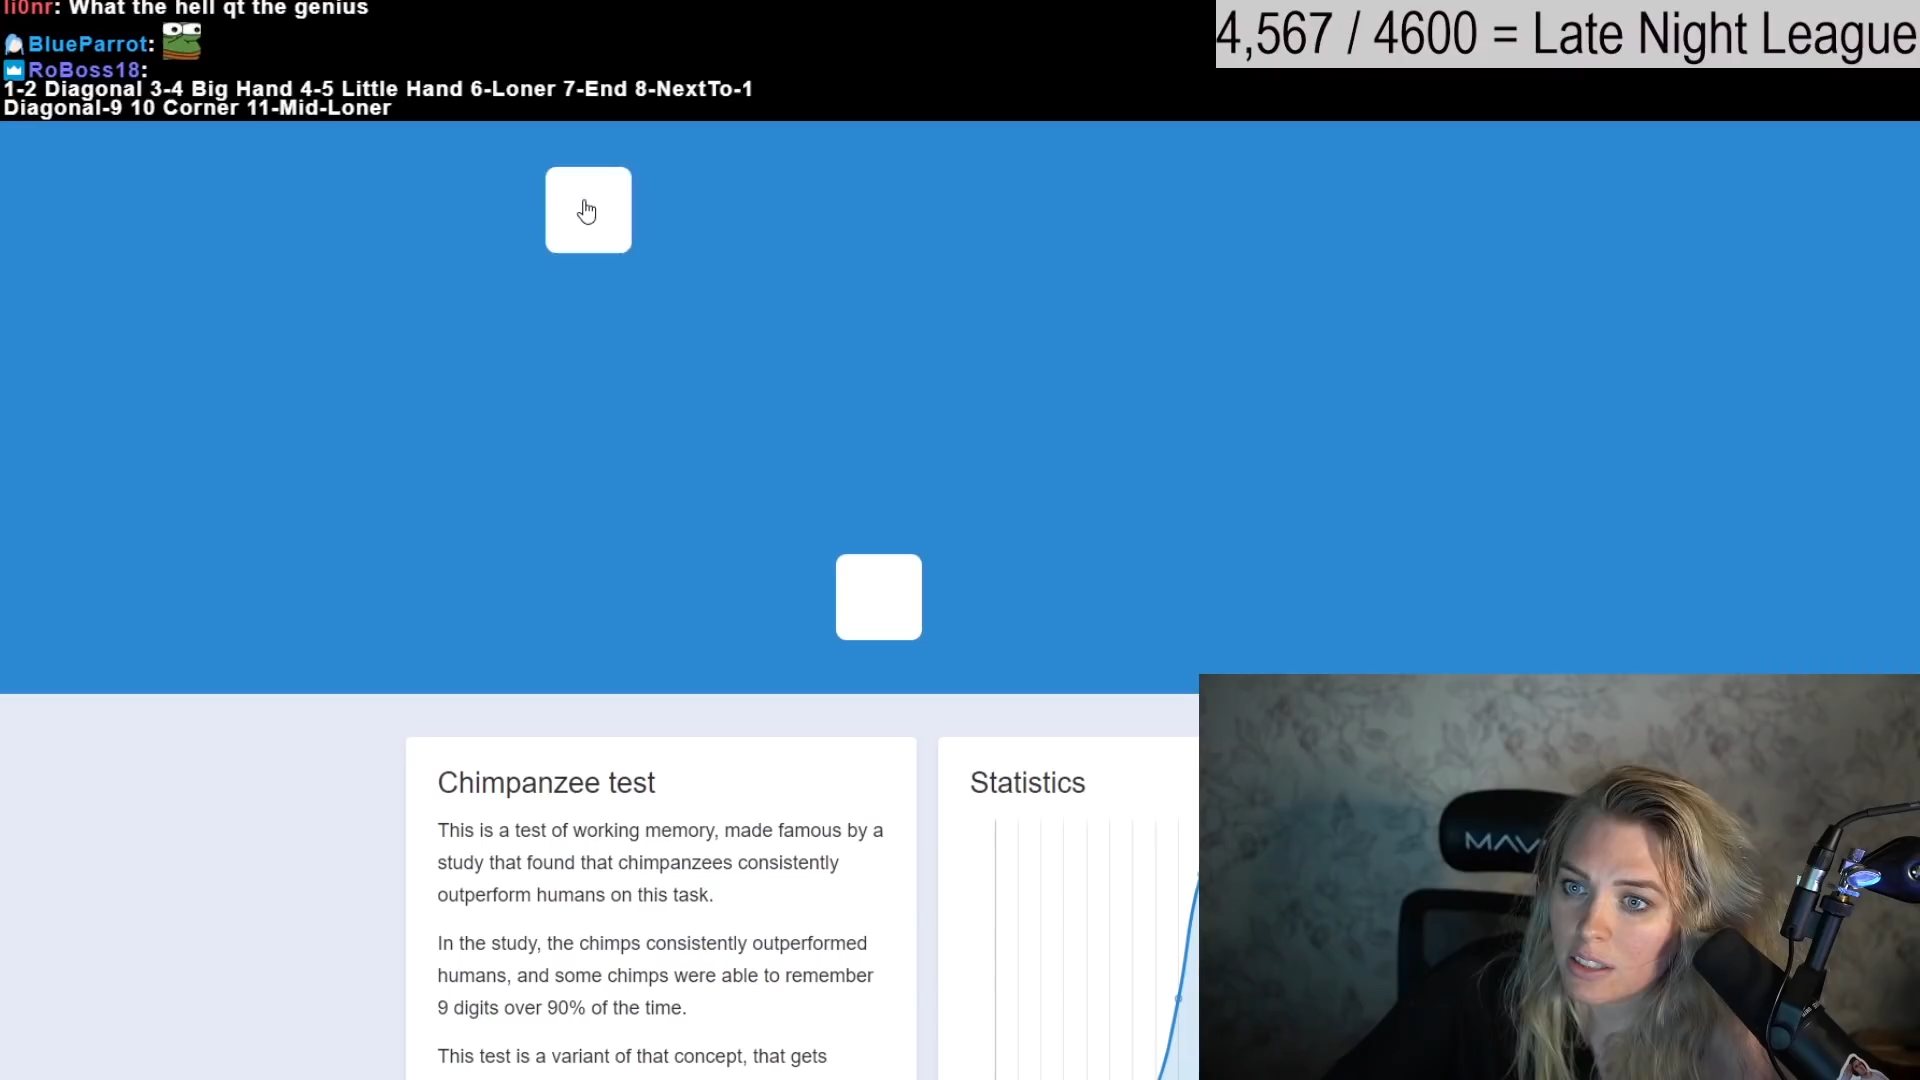 li0nr: What the hell qt the genius
4,567 / 4600 = Late Night League
BlueParrot:
RoBoss18:
1-2 Diagonal 3-4 Big Hand 4-5 Little Hand 6-Loner 7-End 8-NextTo-1
Diagonal-9 10 Corner 11-Mid-Loner
Chimpanzee test
This is a test of working memory, made famous by a
study that found that chimpanzees consistently
outperform humans on this task.
In the study, the chimps consistently outperformed
humans, and some chimps were able to remember
9 digits over 90% of the time.
This test is a variant of that concept, that gets
Statistics
MAV